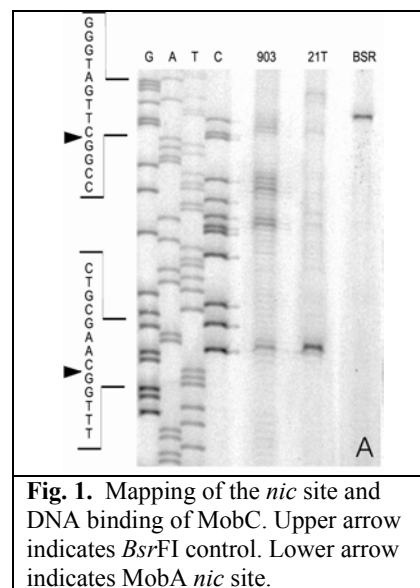 G A T C 903 21T BSR
G
G
G
T
A
G
T
T
C
G
G
C
C
C
T
G
C
G
A
A
C
G
G
T
T
T
A
Fig. 1. Mapping of the nic site and
DNA binding of MobC. Upper arrow
indicates BsrFI control. Lower arrow
indicates MobA nic site.